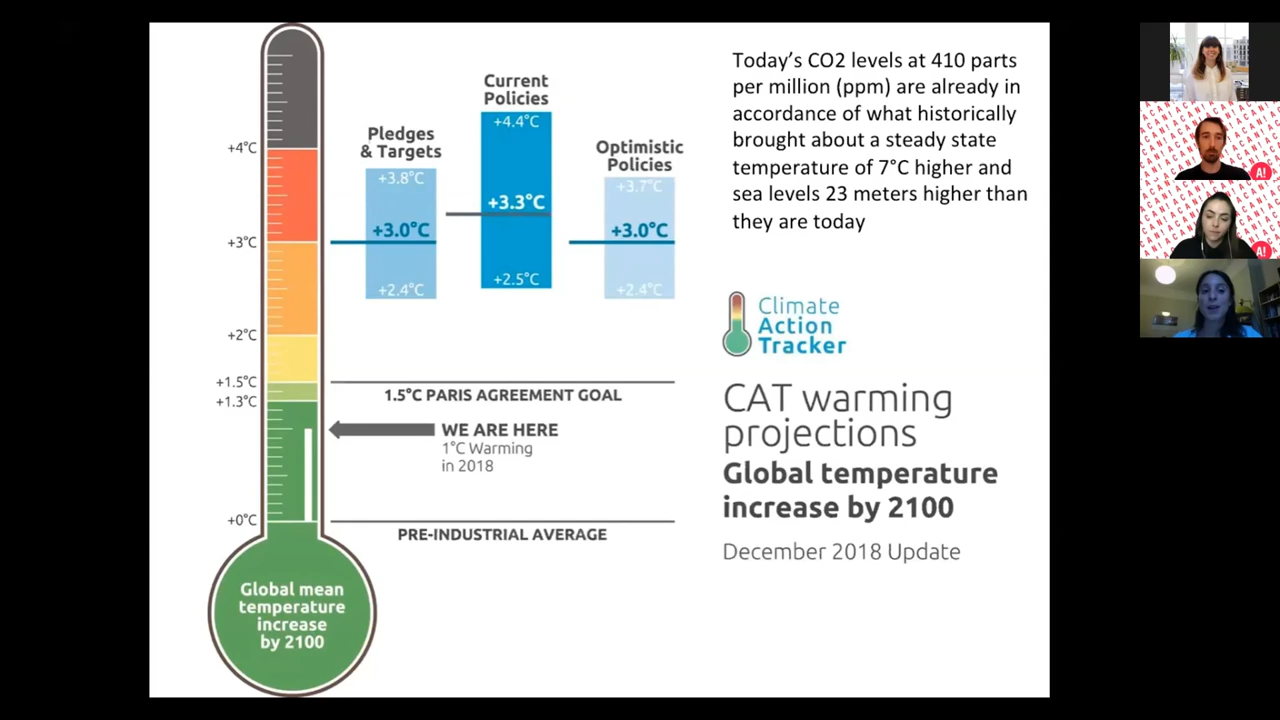 Today's CO2 levels at 410 parts
per million (ppm) are already in
accordance of what historically
brought about a steady state
temperature of 7°C higher and
sea levels 23 meters higher than
they are today
Current
Policies
+4.4°C
+3.3°C
+2.5°C
Pledges
& Targets
+3.8°C
+3.0°C
+2.4°C
Optimistic
Policies
+3.7°C
+3.0°C
+2.4°C
+4°C
+3°C
+2°C
+1.5°C
+1.3°C
+0°C
1.5°C PARIS AGREEMENT GOAL
WE ARE HERE
1°C Warming
in 2018
PRE-INDUSTRIAL AVERAGE
Global mean
temperature
increase
by 2100
Climate
Action
Tracker
CAT warming
projections
Global temperature
increase by 2100
December 2018 Update
A!
A!